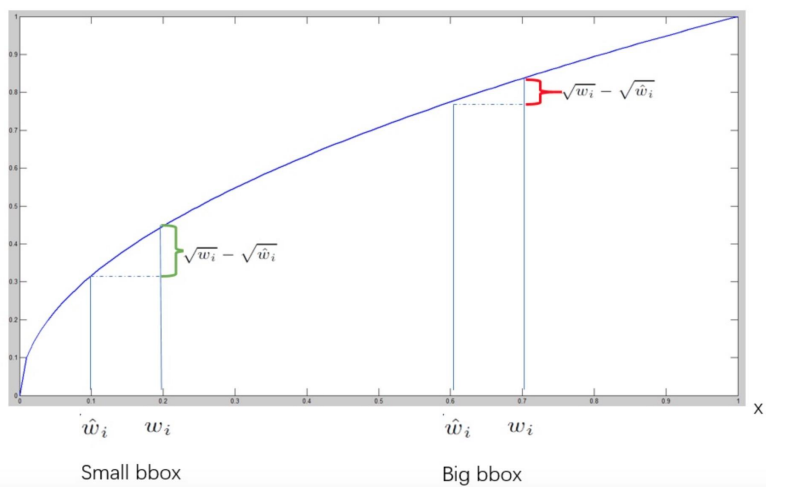 1
0.9
0.8
0.7
0.6
0.5
0.4
0.3
0.2
0.1
0
0 0.1 0.2 0.3 0.4 0.5 0.6 0.7 0.8 0.9 1
x
√wᵢ − √ŵᵢ
√wᵢ − √ŵᵢ
ŵᵢ wᵢ ŵᵢ wᵢ
Small bbox Big bbox